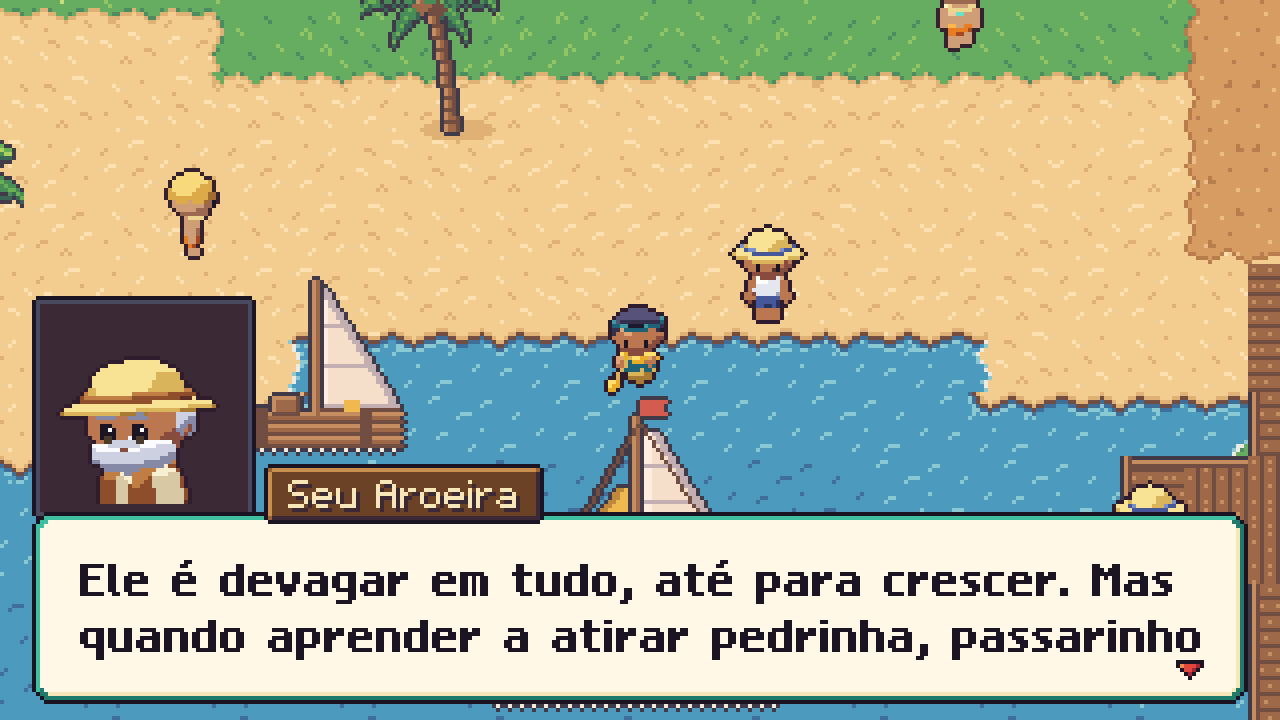 Seu Aroeira
Ele é devagar em tudo, até para crescer. Mas
quando aprender a atirar pedrinha, passarinho